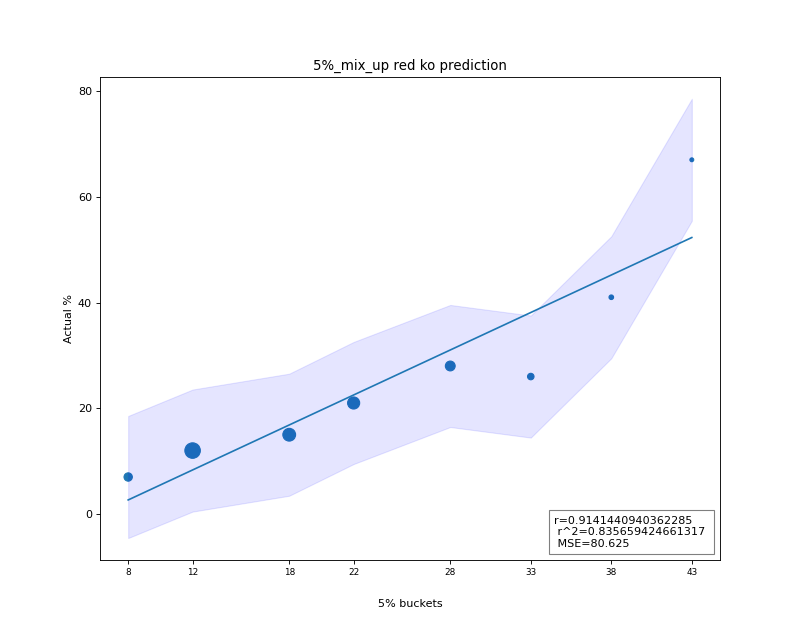 5%_mix_up red ko prediction
80
60
40
20
0
Actual %
8 12 18 22 28 33 38 43
5% buckets
r=0.9141440940362285
r^2=0.835659424661317
MSE=80.625